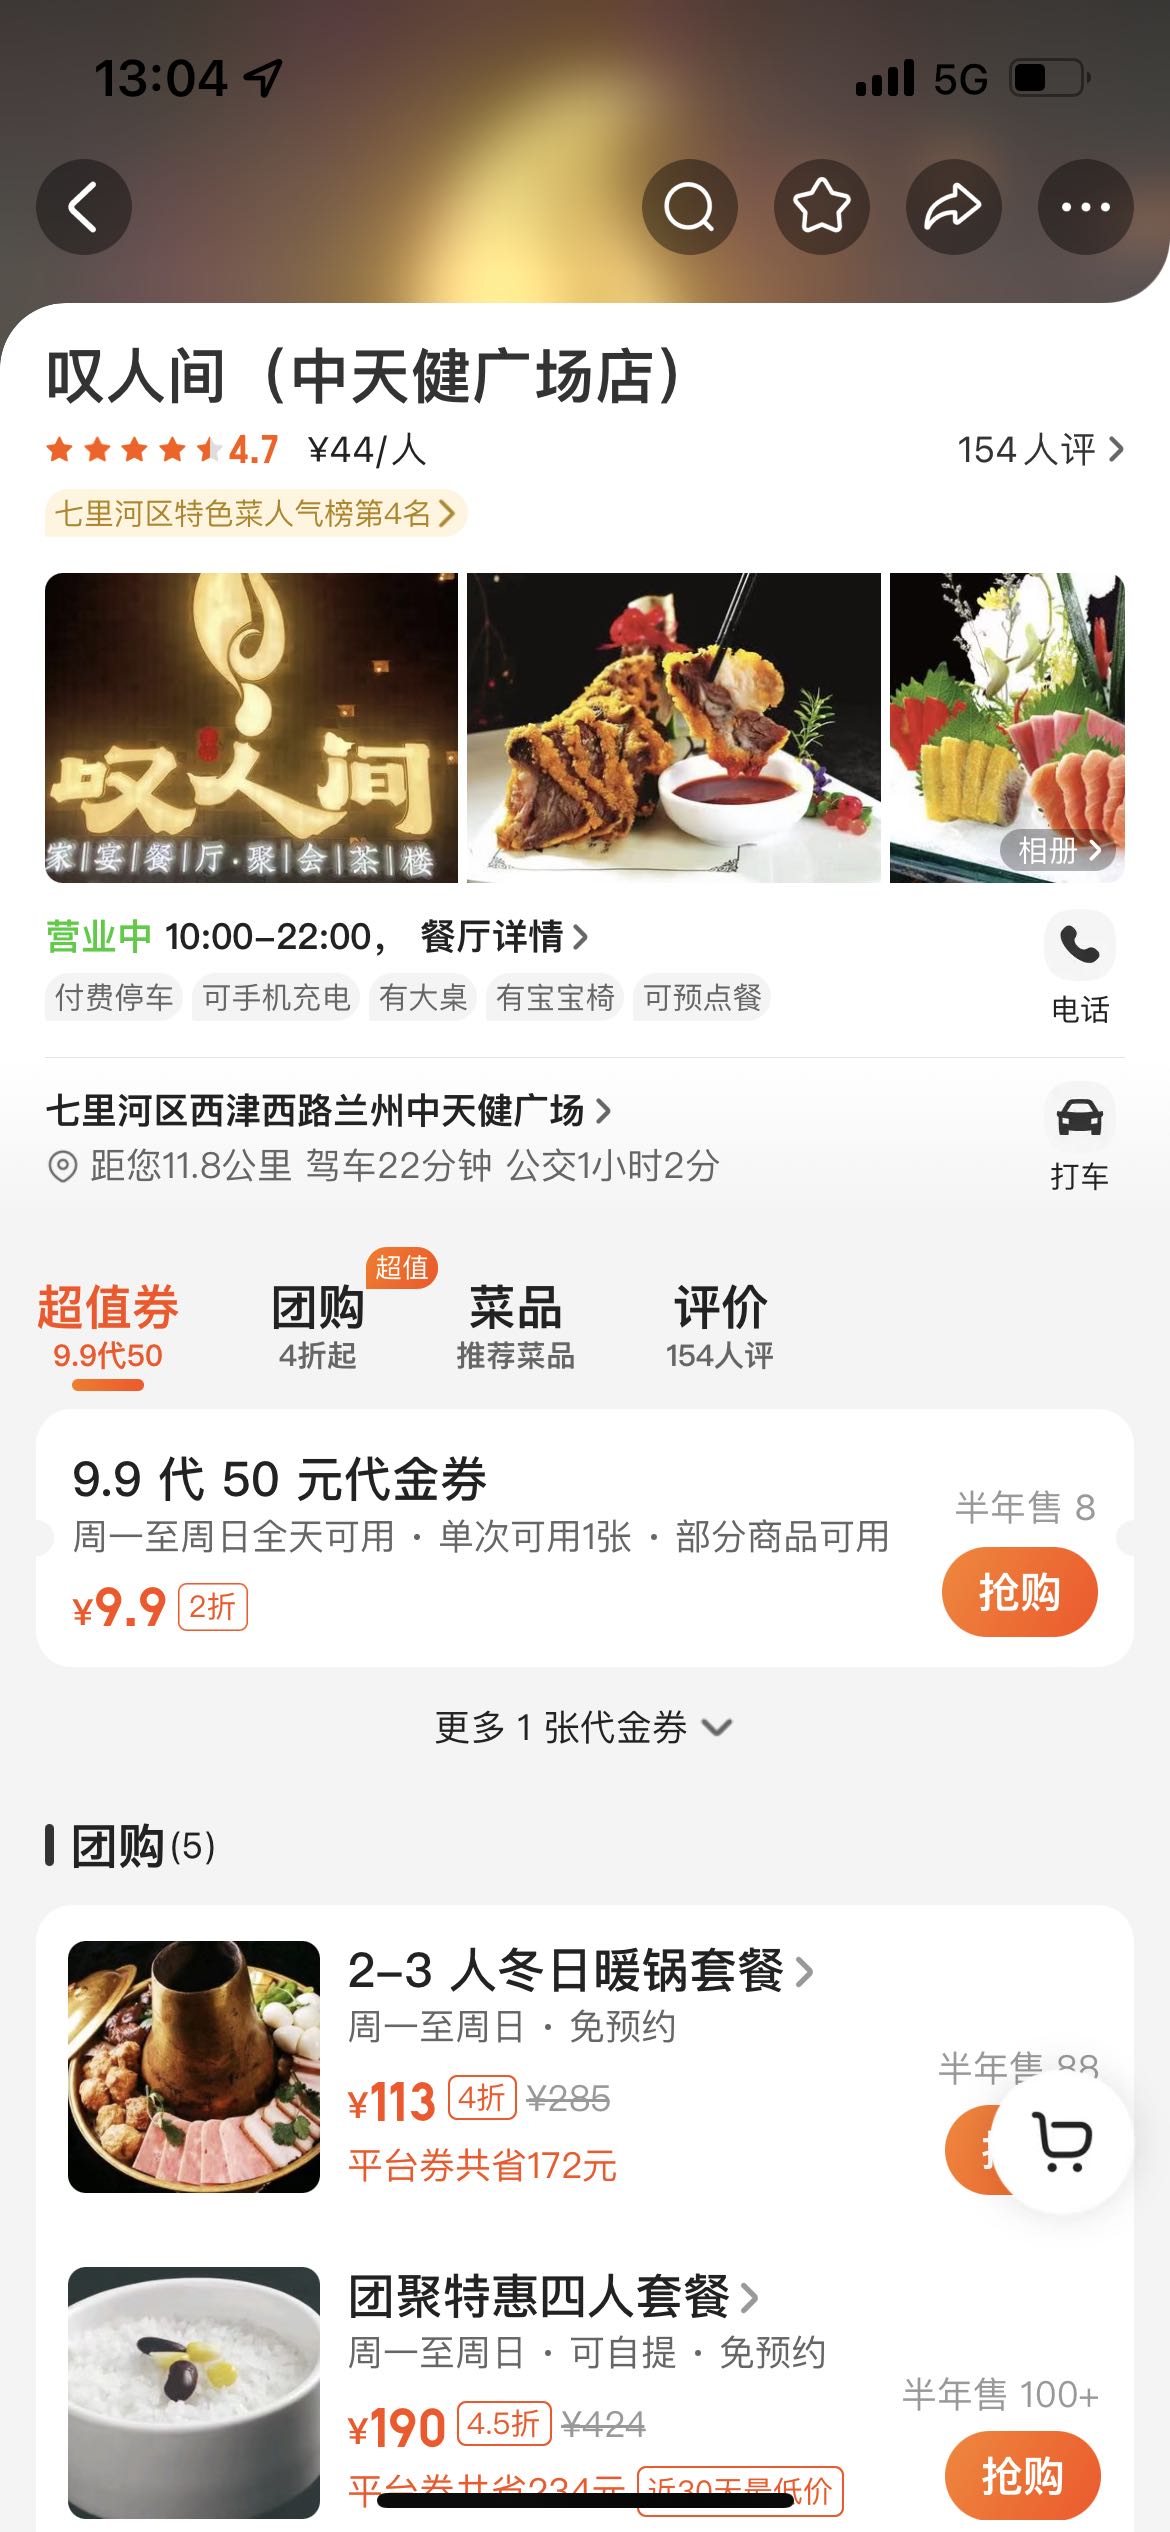 13:04
5G
叹人间（中天健广场店）
4.7 ¥44/人
154人评
七里河区特色菜人气榜第4名
叹人间
家|宴|餐|厅·聚|会|茶|楼
相册
营业中 10:00-22:00， 餐厅详情
付费停车 可手机充电 有大桌 有宝宝椅 可预点餐
电话
七里河区西津西路兰州中天健广场
距您11.8公里 驾车22分钟 公交1小时2分
打车
超值
超值券 团购 菜品 评价
9.9代50 4折起 推荐菜品 154人评
9.9 代 50 元代金券
周一至周日全天可用 · 单次可用1张 · 部分商品可用
¥9.9 2折
半年售 8
抢购
更多 1 张代金券
团购(5)
2-3 人冬日暖锅套餐
周一至周日 · 免预约
¥113 4折 ¥285
平台券共省172元
半年售 88
团聚特惠四人套餐
周一至周日 · 可自提 · 免预约
¥190 4.5折 ¥424
平台券共省234元 近30天最低价
半年售 100+
抢购